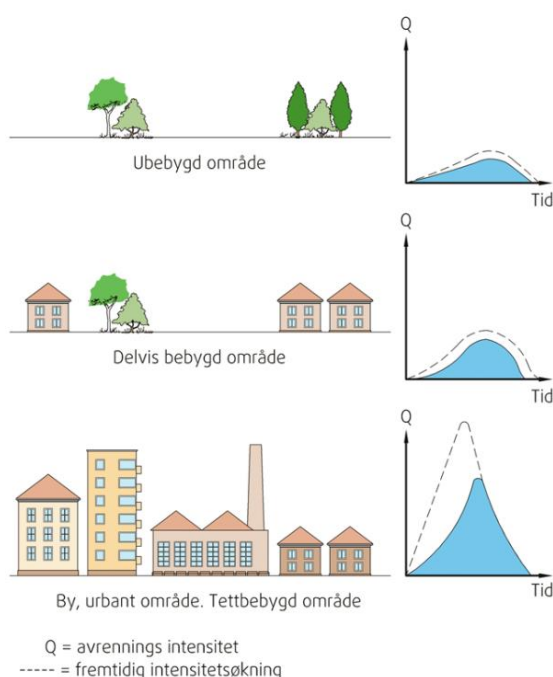 Q
Ubebygd område
Tid
Q
Delvis bebygd område
Tid
Q
By, urbant område. Tettbebygd område
Tid
Q = avrennings intensitet
----- = fremtidig intensitetsøkning